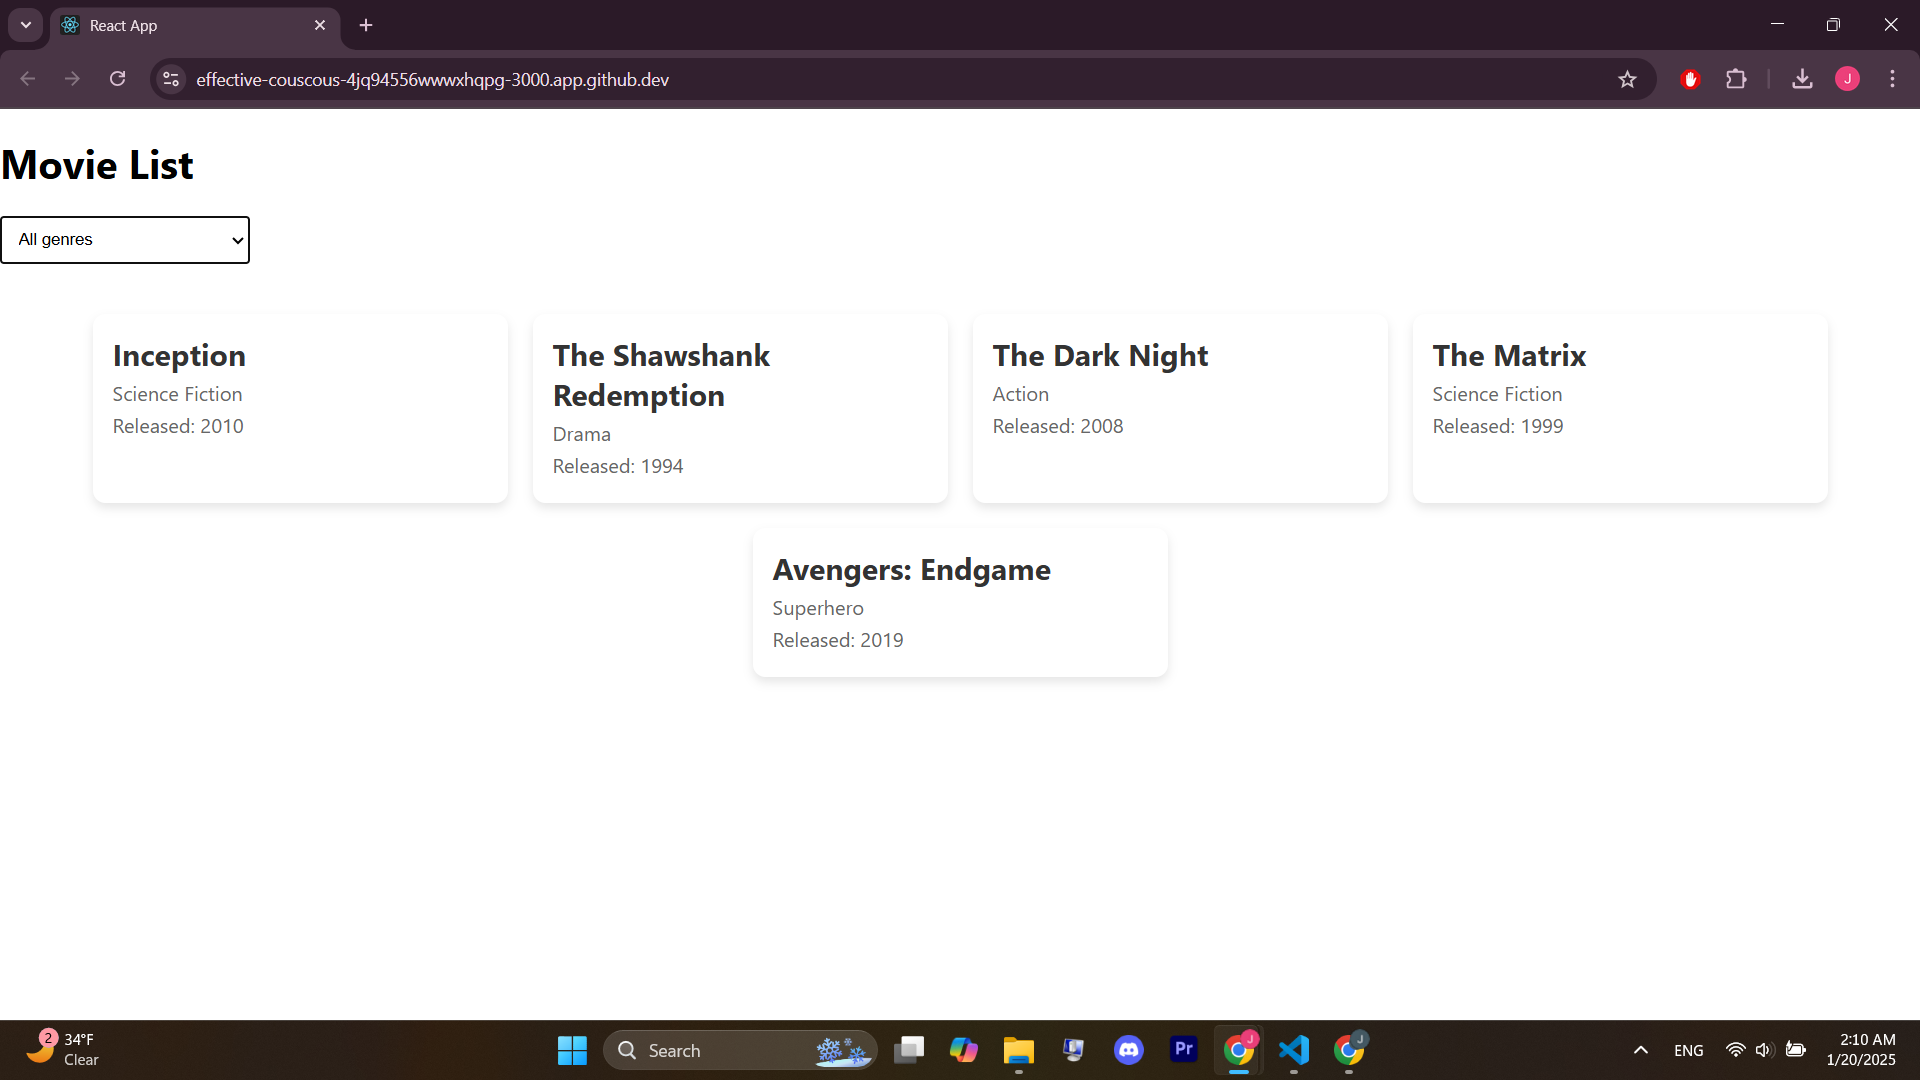 React App
effective-couscous-4jq94556wwwxhqpg-3000.app.github.dev
J
Movie List
All genres
Inception
Science Fiction
Released: 2010
The Shawshank
Redemption
Drama
Released: 1994
The Dark Night
Action
Released: 2008
The Matrix
Science Fiction
Released: 1999
Avengers: Endgame
Superhero
Released: 2019
2
34°F
Clear
Search
Pr
J
J
ENG
2:10 AM
1/20/2025